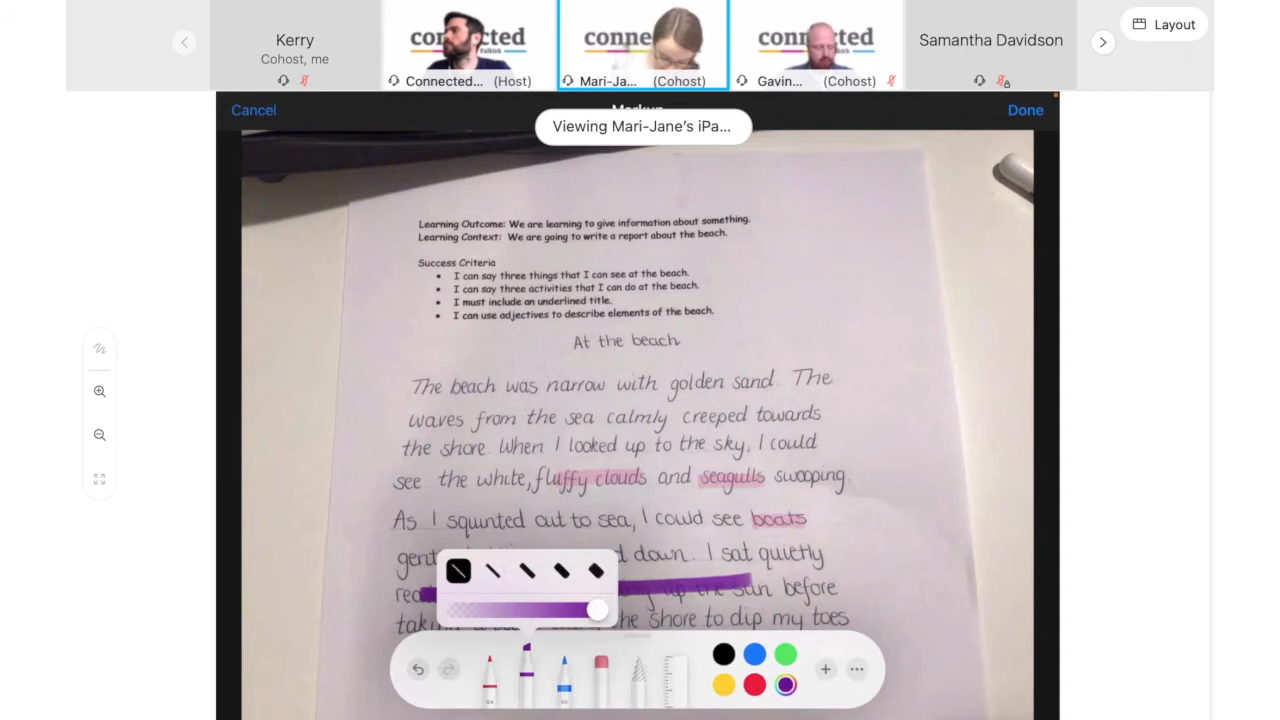 Kerry
Cohost, me
Connected... (Host)
Mari-Ja... (Cohost)
Gavin... (Cohost)
Samantha Davidson
Layout
Cancel
Done
Viewing Mari-Jane's iPa...
Learning Outcome: We are learning to give information about something.
Learning Context: We are going to write a report about the beach.
Success Criteria
• I can say three things that I can see at the beach.
• I can say three activities that I can do at the beach.
• I must include an underlined title.
• I can use adjectives to describe elements of the beach.
At the beach
The beach was narrow with golden sand. The
waves from the sea calmly creeped towards
the shore. When I looked up to the sky, I could
see the white, fluffy clouds and seagulls swooping.
As I squinted out to sea, I could see boats
down. I sat quietly
up the sun before
the shore to dip my toes